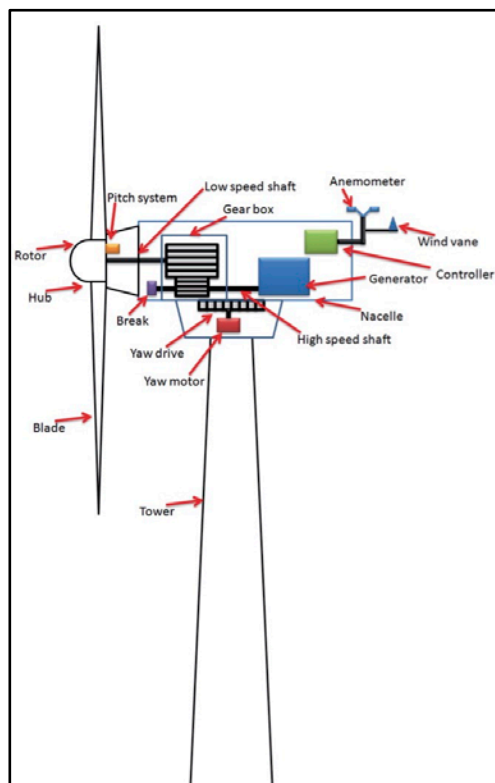 Anemometer
Low speed shaft
Pitch system
Gear box
Wind vane
Rotor
Controller
Generator
Hub
Nacelle
Break
High speed shaft
Yaw drive
Yaw motor
Blade
Tower